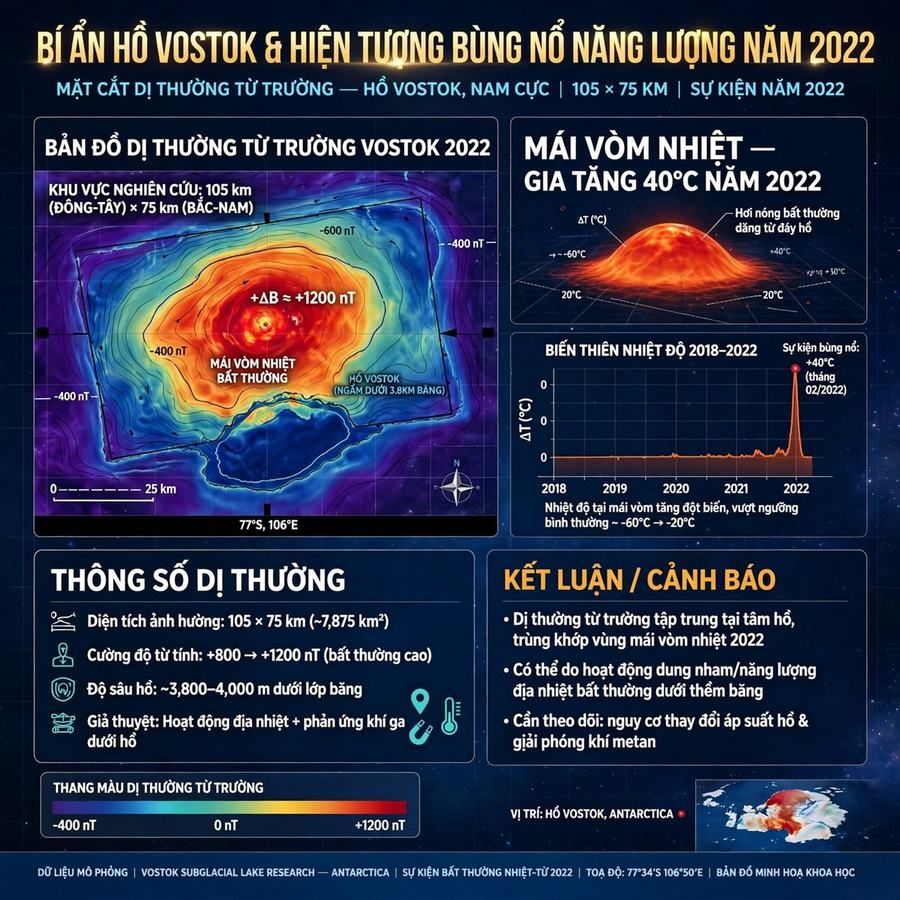 BÍ ẨN HỒ VOSTOK & HIỆN TƯỢNG BÙNG NỔ NĂNG LƯỢNG NĂM 2022
MẶT CẮT DỊ THƯỜNG TỪ TRƯỜNG — HỒ VOSTOK, NAM CỰC | 105 × 75 KM | SỰ KIỆN NĂM 2022
BẢN ĐỒ DỊ THƯỜNG TỪ TRƯỜNG VOSTOK 2022
KHU VỰC NGHIÊN CỨU: 105 km
(ĐÔNG-TÂY) × 75 km (BẮC-NAM)
-600 nT
-400 nT
+ΔB ≈ +1200 nT
-400 nT
MÁI VÒM NHIỆT
BẤT THƯỜNG
HỒ VOSTOK
(NGẦM DƯỚI 3.8KM BĂNG)
-400 nT
N
0
25 km
77°S, 106°E
MÁI VÒM NHIỆT —
GIA TĂNG 40°C NĂM 2022
ΔT (°C)
Hơi nóng bất thường
dâng từ đáy hồ
→ ~-60°C
+40°C
20°C
20°C
BIẾN THIÊN NHIỆT ĐỘ 2018–2022
Sự kiện bùng nổ:
+40°C
(tháng
02/2022)
ΔT (°C)
0
0
0
2018
2019
2020
2021
2022
Nhiệt độ tại mái vòm tăng đột biến, vượt ngưỡng
bình thường ~ -60°C → -20°C
THÔNG SỐ DỊ THƯỜNG
Diện tích ảnh hường: 105 × 75 km (~7,875 km²)
Cường độ từ tính: +800 → +1200 nT (bất thường cao)
Độ sâu hồ: ~3,800–4,000 m dưới lớp băng
Giả thuyết: Hoạt động địa nhiệt + phản ứng khí ga
dưới hồ
KẾT LUẬN / CẢNH BÁO
• Dị thường từ trường tập trung tại tâm hồ,
trùng khớp vùng mái vòm nhiệt 2022
• Có thể do hoạt động dung nham/năng lượng
địa nhiệt bất thường dưới thềm băng
• Cần theo dõi: nguy cơ thay đổi áp suất hồ &
giải phóng khí metan
THANG MÀU DỊ THƯỜNG TỪ TRƯỜNG
-400 nT
0 nT
+1200 nT
VỊ TRÍ: HỒ VOSTOK, ANTARCTICA
DỮ LIỆU MÔ PHỎNG | VOSTOK SUBGLACIAL LAKE RESEARCH — ANTARCTICA | SỰ KIỆN BẤT THƯỜNG NHIỆT-TỪ 2022 | TOẠ ĐỘ: 77°34'S 106°50'E | BẢN ĐỒ MINH HOẠ KHOA HỌC